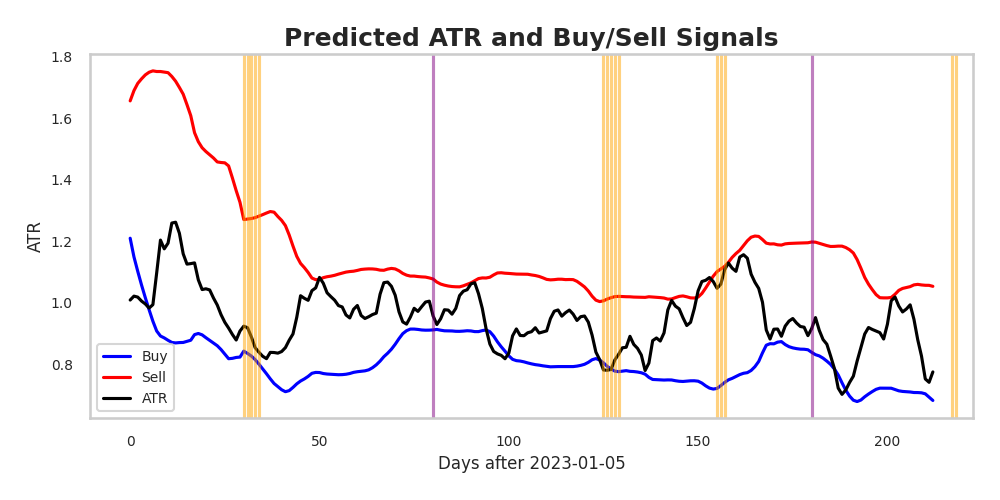 Predicted ATR and Buy/Sell Signals
1.8
1.6
1.4
1.2
1.0
0.8
ATR
Buy
Sell
ATR
0
50
100
150
200
Days after 2023-01-05